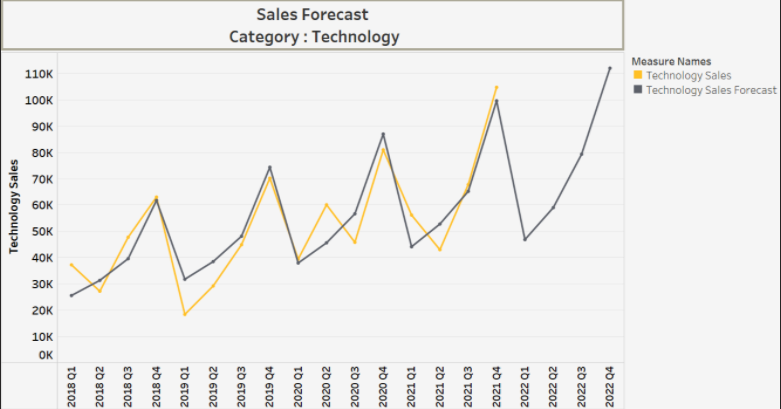 Sales Forecast
Category : Technology
Measure Names
Technology Sales
Technology Sales Forecast
Technology Sales
110K
100K
90K
80K
70K
60K
50K
40K
30K
20K
10K
0K
2018 Q1
2018 Q2
2018 Q3
2018 Q4
2019 Q1
2019 Q2
2019 Q3
2019 Q4
2020 Q1
2020 Q2
2020 Q3
2020 Q4
2021 Q1
2021 Q2
2021 Q3
2021 Q4
2022 Q1
2022 Q2
2022 Q3
2022 Q4